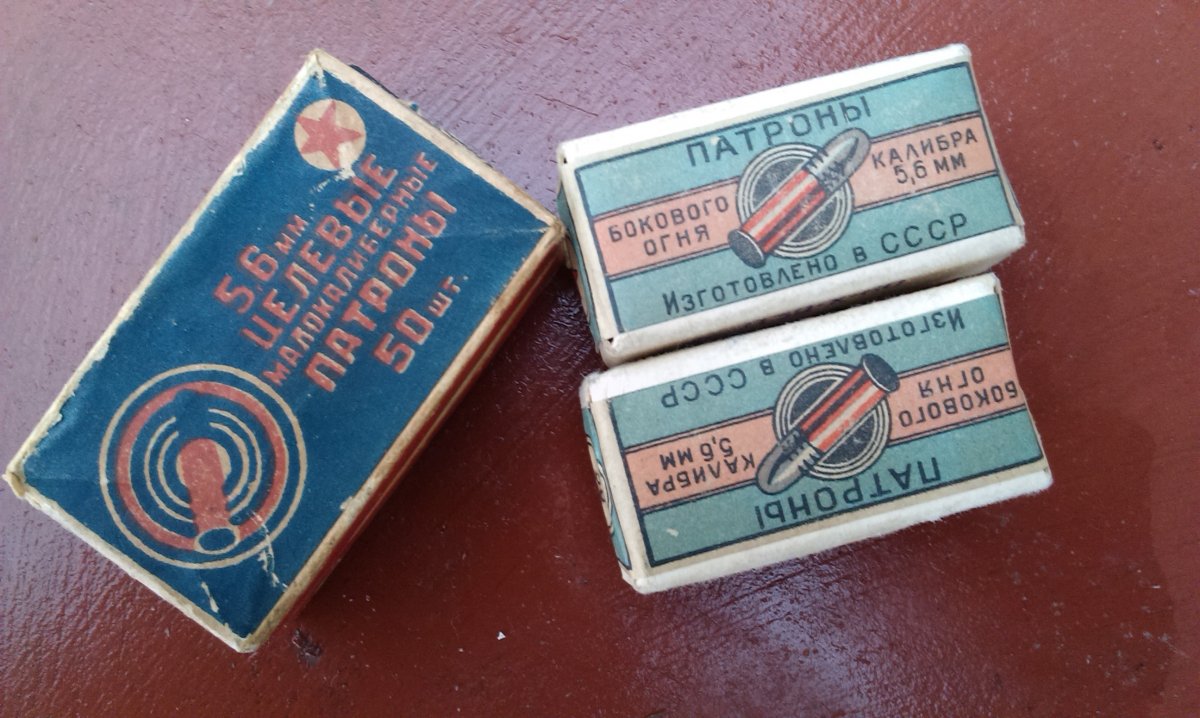 5,6 мм
ЦЕЛЕВЫЕ
МАЛОКАЛИБЕРНЫЕ
ПАТРОНЫ
50 шт.
ПАТРОНЫ
БОКОВОГО
ОГНЯ
КАЛИБРА
5,6 мм
Изготовлено в СССР
ПАТРОНЫ
БОКОВОГО
ОГНЯ
КАЛИБРА
5,6 мм
Изготовлено в СССР